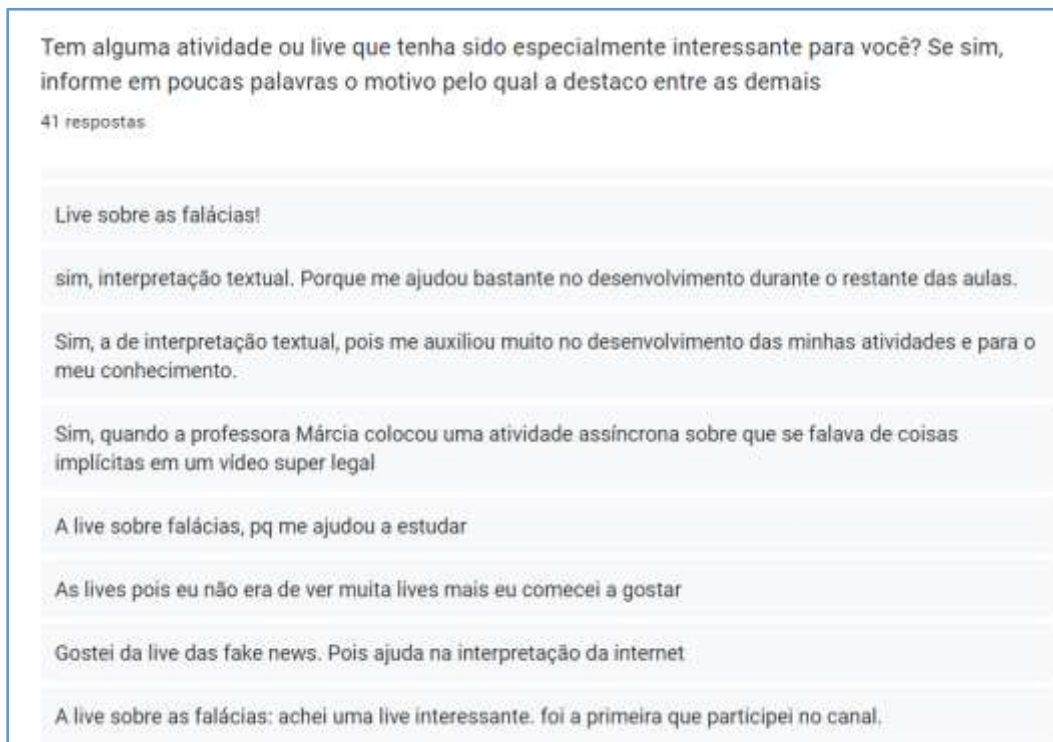 Tem alguma atividade ou live que tenha sido especialmente interessante para você? Se sim,
informe em poucas palavras o motivo pelo qual a destaco entre as demais
41 respostas
Live sobre as falácias!
sim, interpretação textual. Porque me ajudou bastante no desenvolvimento durante o restante das aulas.
Sim, a de interpretação textual, pois me auxiliou muito no desenvolvimento das minhas atividades e para o
meu conhecimento.
Sim, quando a professora Márcia colocou uma atividade assíncrona sobre que se falava de coisas
implícitas em um vídeo super legal
A live sobre falácias, pq me ajudou a estudar
As lives pois eu não era de ver muita lives mais eu comecei a gostar
Gostei da live das fake news. Pois ajuda na interpretação da internet
A live sobre as falácias: achei uma live interessante. foi a primeira que participei no canal.